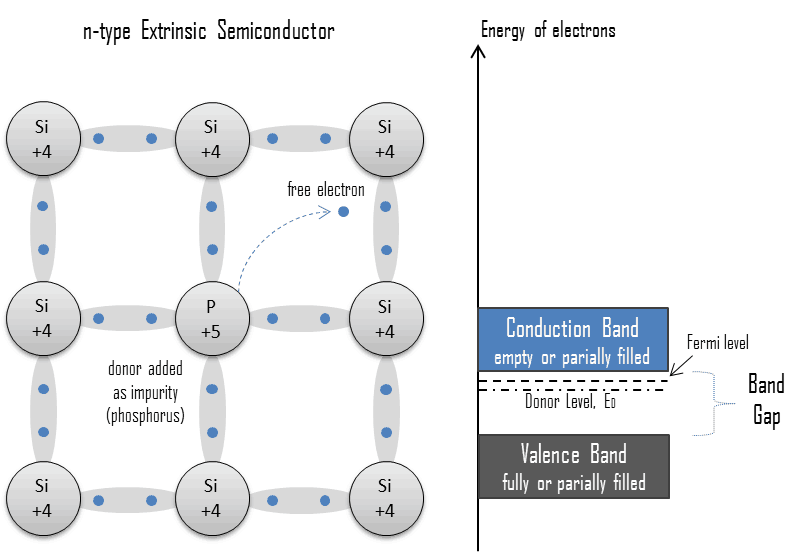 n-type Extrinsic Semiconductor
Si
+4
Si
+4
Si
+4
free electron
Si
+4
P
+5
Si
+4
donor added
as impurity
(phosphorus)
Si
+4
Si
+4
Si
+4
Energy of electrons
Conduction Band
empty or parially filled
Fermi level
Donor Level, ED
Band
Gap
Valence Band
fully or parially filled